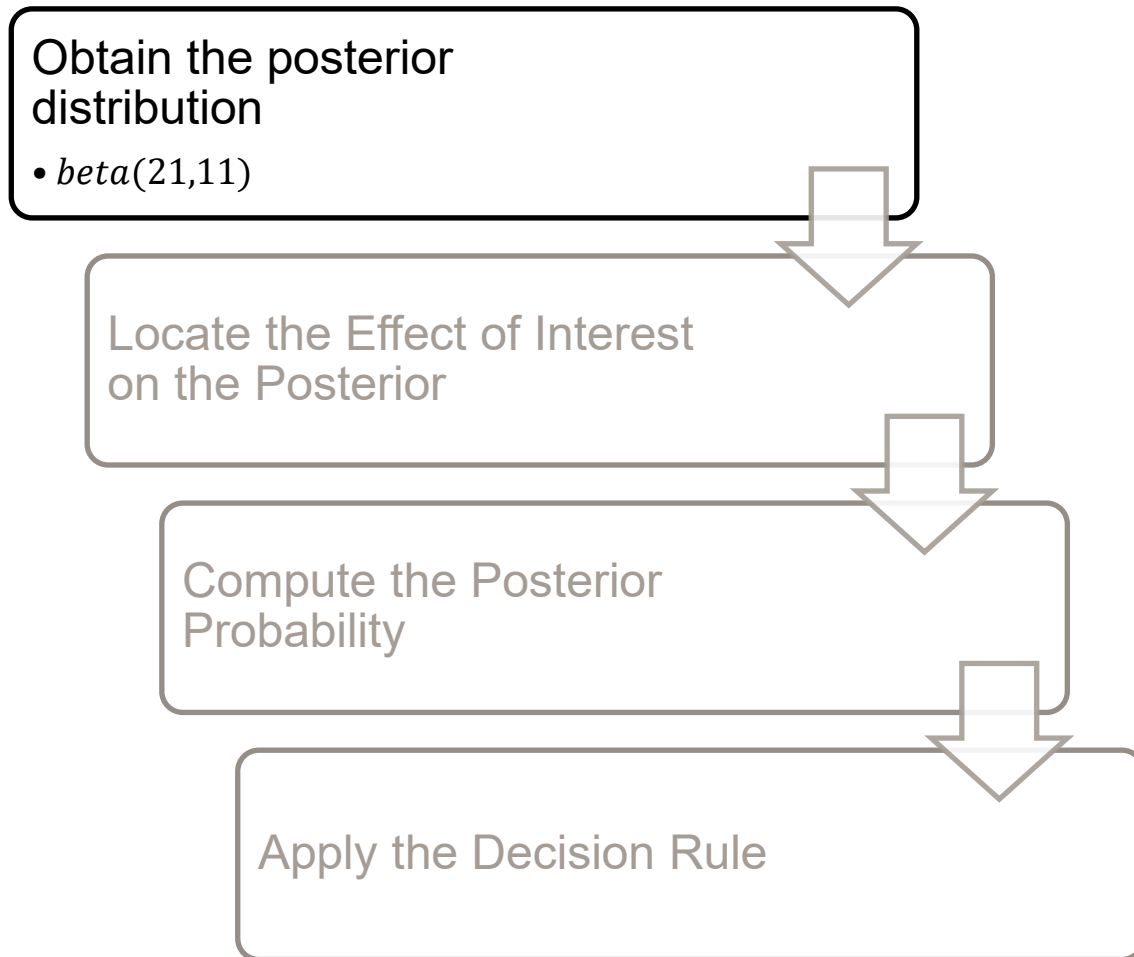 Obtain the posterior
distribution
• beta(21,11)
Locate the Effect of Interest
on the Posterior
Compute the Posterior
Probability
Apply the Decision Rule